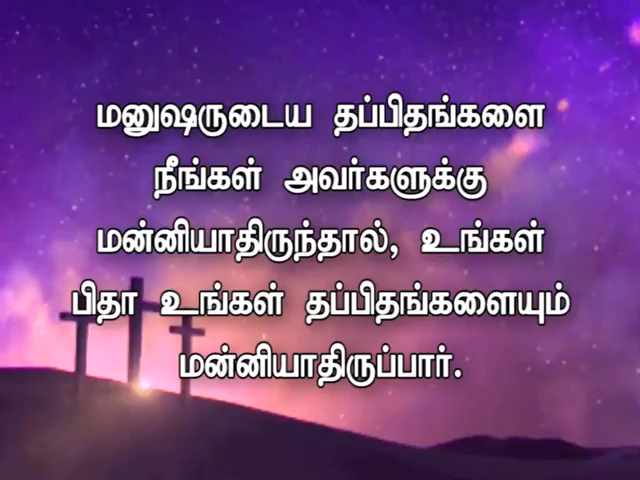 மனுஷருடைய தப்பிதங்களை
நீங்கள் அவர்களுக்கு
மன்னியாதிருந்தால், உங்கள்
பிதா உங்கள் தப்பிதங்களையும்
மன்னியாதிருப்பார்.